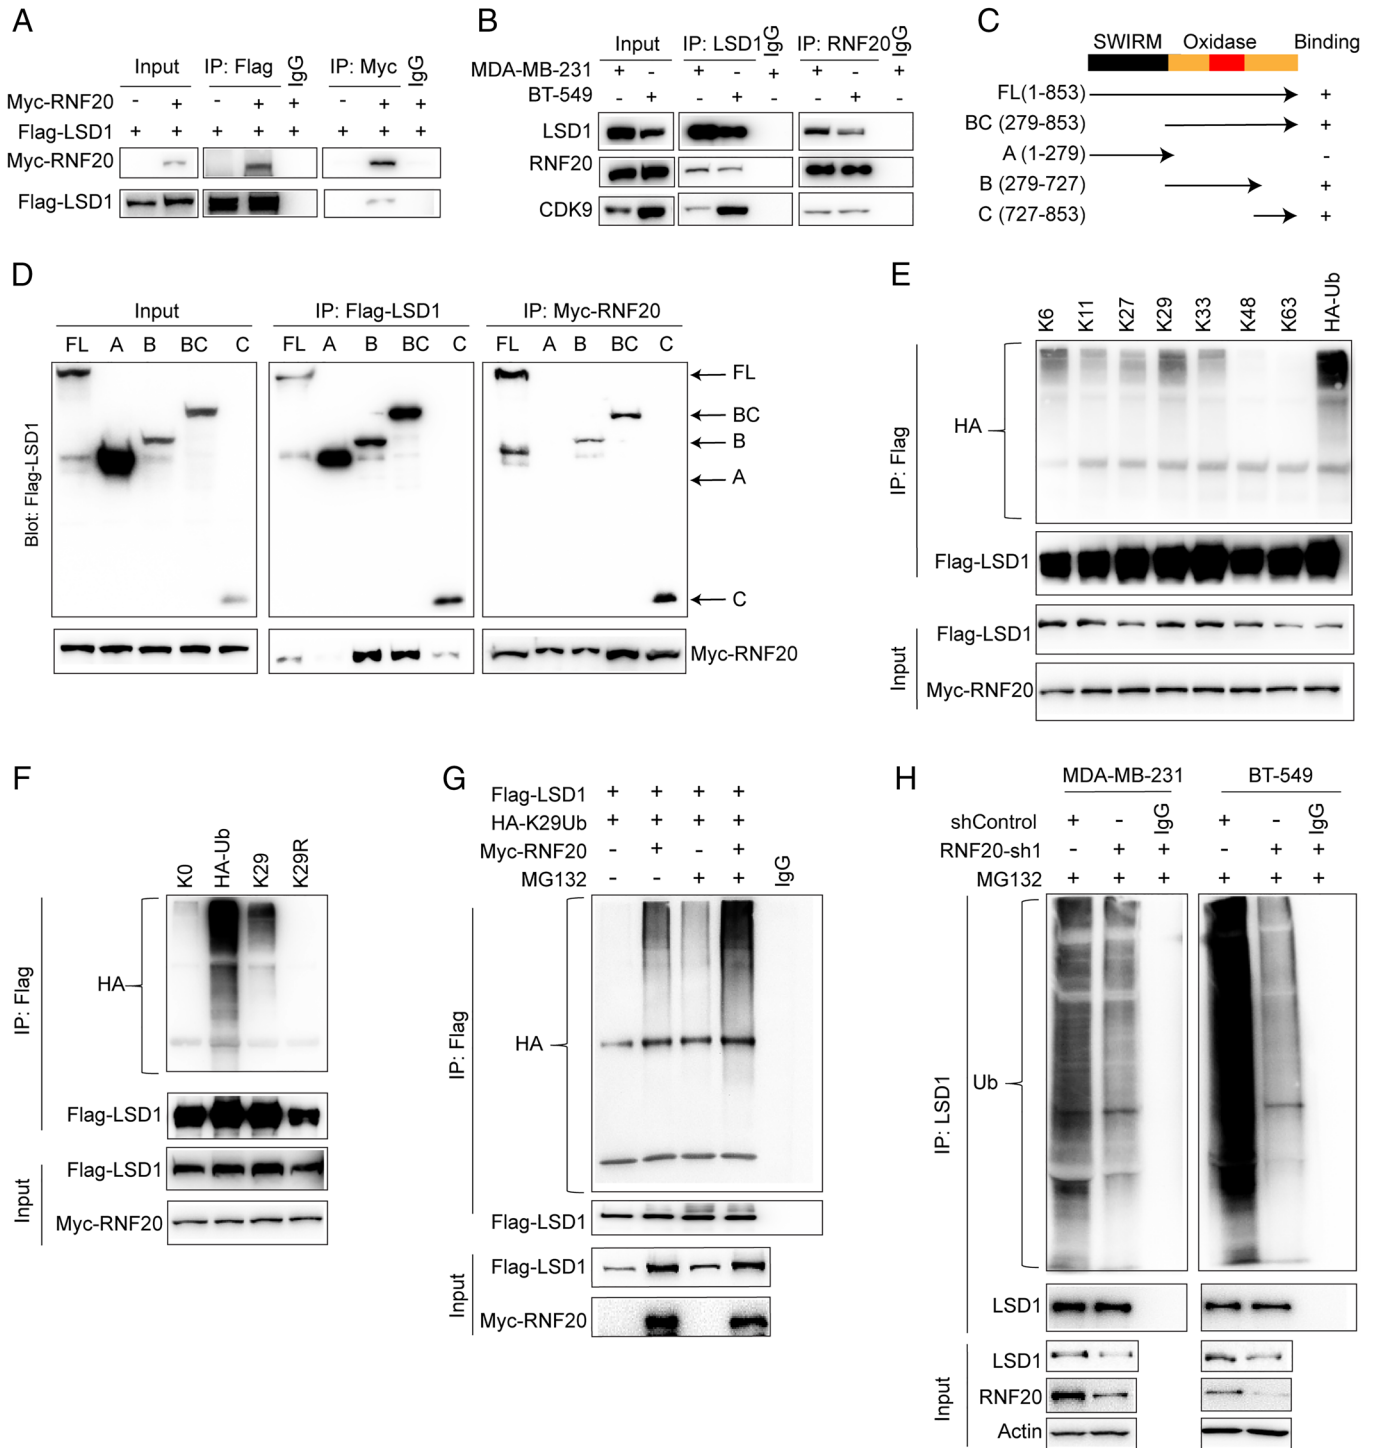 A
Input IP: Flag IgG IP: Myc IgG
Myc-RNF20 - + - + + - + +
Flag-LSD1 + + + + + + + +
Myc-RNF20
Flag-LSD1
B
Input IP: LSD1 IgG IP: RNF20 IgG
MDA-MB-231 + - + - + + - +
BT-549 - + - + - - + -
LSD1
RNF20
CDK9
C
SWIRM Oxidase Binding
FL(1-853) +
BC (279-853) +
A (1-279) -
B (279-727) +
C (727-853) +
D
Input IP: Flag-LSD1 IP: Myc-RNF20
FL A B BC C FL A B BC C FL A B BC C
Blot: Flag-LSD1
FL
BC
B
A
C
Myc-RNF20
E
K6 K11 K27 K29 K33 K48 K63 HA-Ub
IP: Flag
HA
Flag-LSD1
Input
Flag-LSD1
Myc-RNF20
F
K0 HA-Ub K29 K29R
IP: Flag
HA
Flag-LSD1
Input
Flag-LSD1
Myc-RNF20
G
Flag-LSD1 + + + +
HA-K29Ub + + + +
Myc-RNF20 - + - +
MG132 - - + + IgG
IP: Flag
HA
Flag-LSD1
Input
Flag-LSD1
Myc-RNF20
H
MDA-MB-231 BT-549
shControl + - IgG + - IgG
RNF20-sh1 - + + - + +
MG132 + + + + + +
IP: LSD1
Ub
LSD1
Input
LSD1
RNF20
Actin